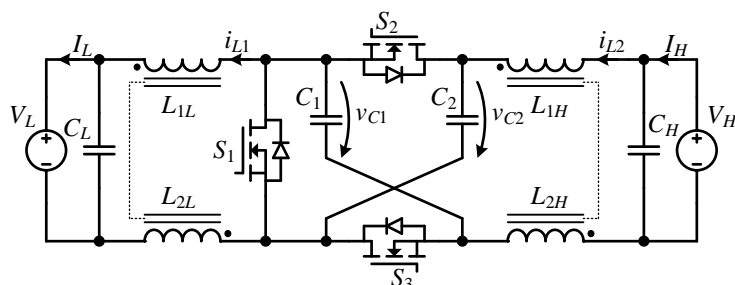 S2
IL
iL1
iL2
IH
VL
CL
L1L
S1
C1
vC1
C2
vC2
L1H
CH
VH
L2L
L2H
S3